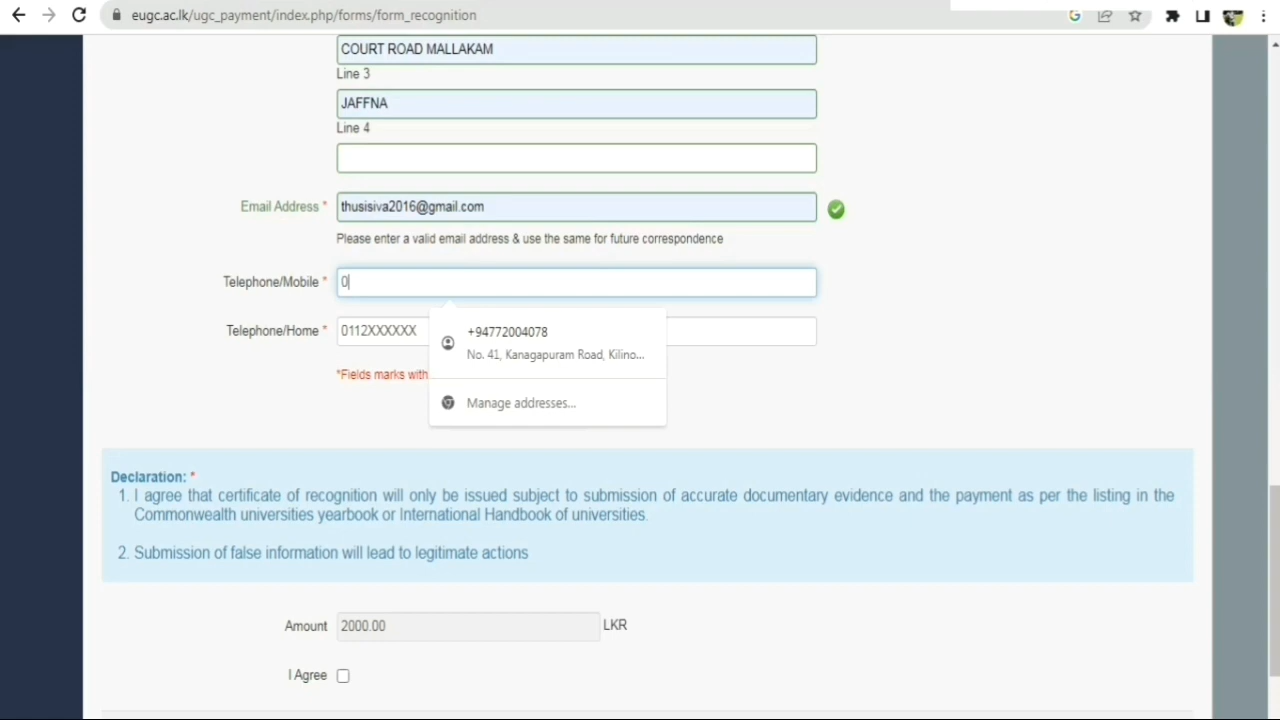 eugc.ac.lk/ugc_payment/index.php/forms/form_recognition
COURT ROAD MALLAKAM
Line 3
JAFFNA
Line 4
Email Address * thusisiva2016@gmail.com
Please enter a valid email address & use the same for future correspondence
Telephone/Mobile * 0
Telephone/Home * 0112XXXXXX
+94772004078
No. 41, Kanagapuram Road, Kilino...
*Fields marks with
Manage addresses...
Declaration: *
1. I agree that certificate of recognition will only be issued subject to submission of accurate documentary evidence and the payment as per the listing in the
Commonwealth universities yearbook or International Handbook of universities.
2. Submission of false information will lead to legitimate actions
Amount 2000.00 LKR
I Agree